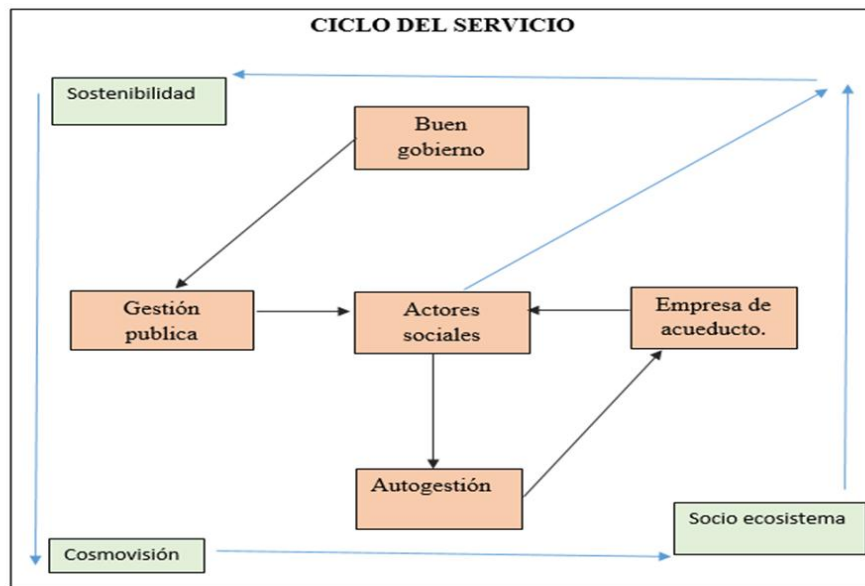 CICLO DEL SERVICIO
Sostenibilidad
Buen
gobierno
Gestión
publica
Actores
sociales
Empresa de
acueducto.
Autogestión
Socio ecosistema
Cosmovisión